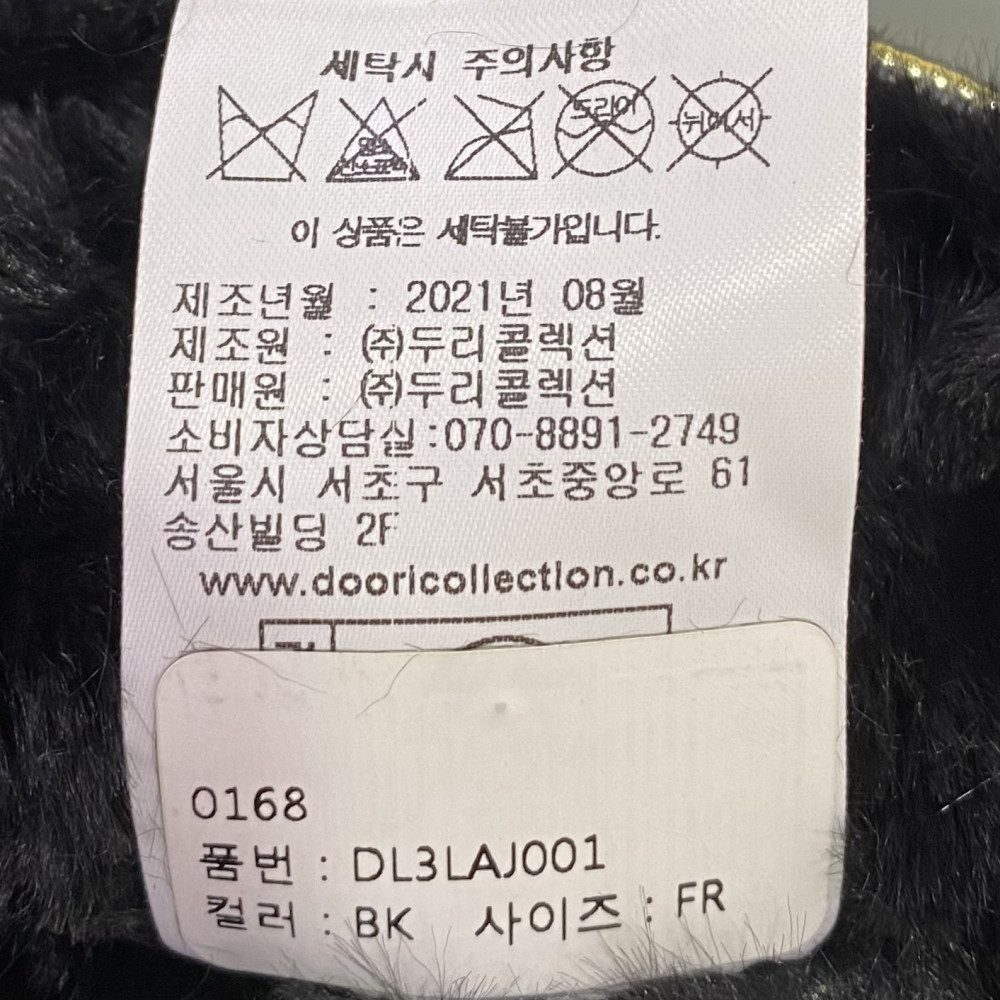 세탁시 주의사항
드라이 뉘어서
이 상품은 세탁불가입니다.
제조년월 : 2021년 08월
제조원 : ㈜두리콜렉션
판매원 : ㈜두리콜렉션
소비자상담실:070-8891-2749
서울시 서초구 서초중앙로 61
송산빌딩 2F
www.dooricollection.co.kr
0168
품번 : DL3LAJ001
컬러 : BK 사이즈 : FR